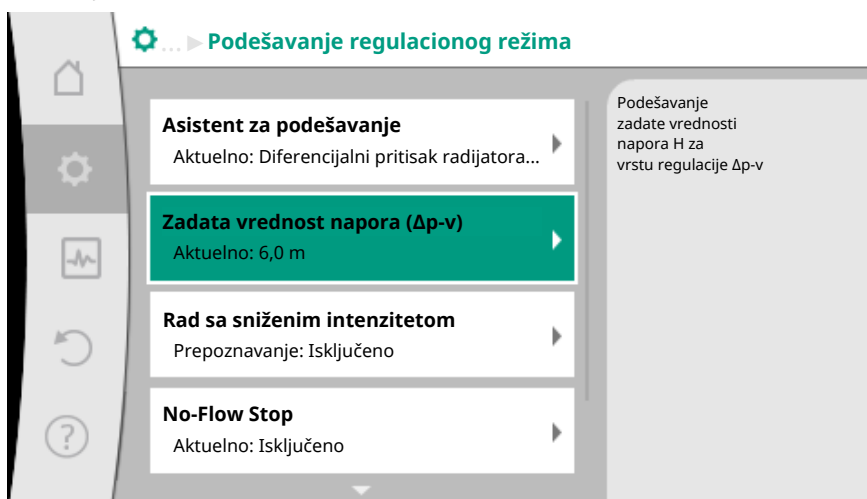 ... ▶ Podešavanje regulacionog režima
Asistent za podešavanje
Aktuelno: Diferencijalni pritisak radijatora...
Zadata vrednost napora (Δp-v)
Aktuelno: 6,0 m
Rad sa sniženim intenzitetom
Prepoznavanje: Isključeno
No-Flow Stop
Aktuelno: Isključeno
Podešavanje
zadate vrednosti
napora H za
vrstu regulacije Δp-v
?